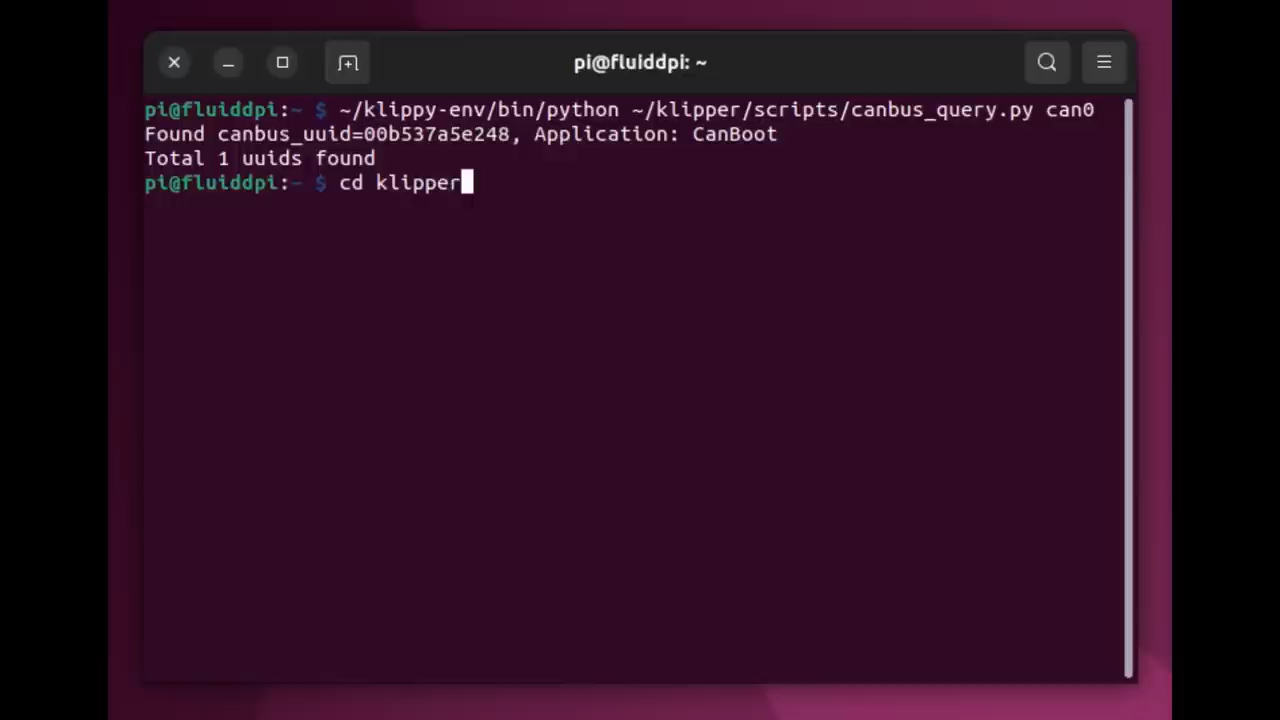 pi@fluiddpi: ~
pi@fluiddpi:~ $ ~/klippy-env/bin/python ~/klipper/scripts/canbus_query.py can0
Found canbus_uuid=00b537a5e248, Application: CanBoot
Total 1 uuids found
pi@fluiddpi:~ $ cd klipper